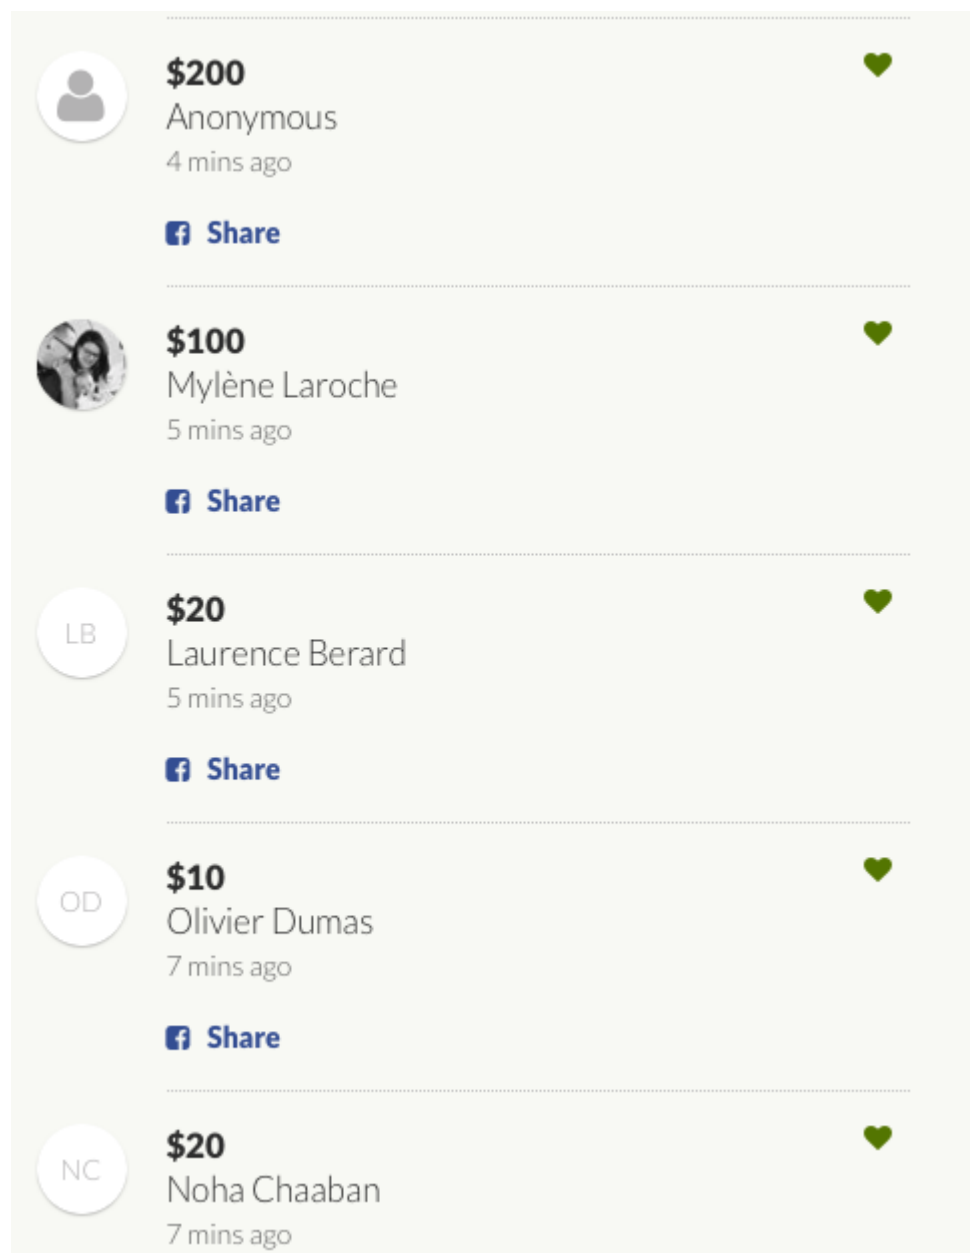 $200
Anonymous
4 mins ago
Share
$100
Mylène Laroche
5 mins ago
Share
LB
$20
Laurence Berard
5 mins ago
Share
OD
$10
Olivier Dumas
7 mins ago
Share
NC
$20
Noha Chaaban
7 mins ago